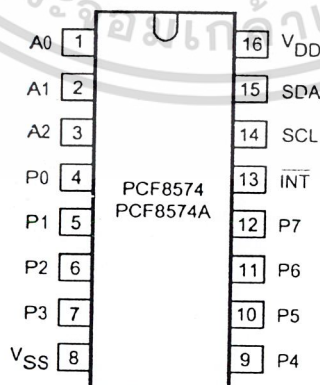 A0 1 16 VDD
A1 2 15 SDA
A2 3 14 SCL
P0 4 13 INT
PCF8574
PCF8574A
P1 5 12 P7
P2 6 11 P6
P3 7 10 P5
VSS 8 9 P4